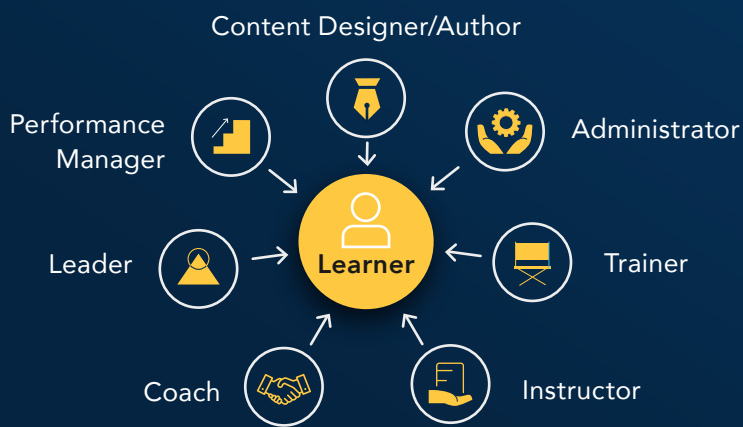 Content Designer/Author
Performance
Manager
Administrator
Leader
Learner
Trainer
Coach
Instructor